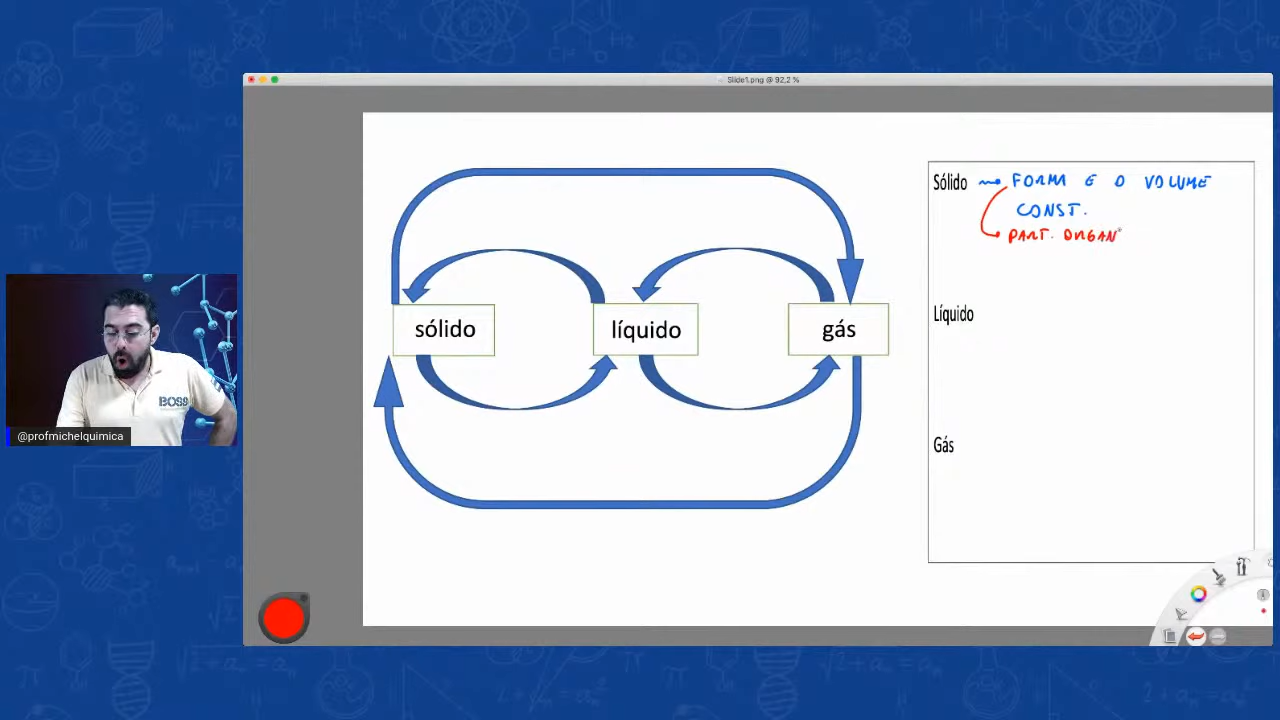 Slide1.png @ 92,2 %
Sólido → FORMA E O VOLUME
CONST.
PART. ORGAN
sólido
líquido
gás
Líquido
Gás
BOSS
@profmichelquimica